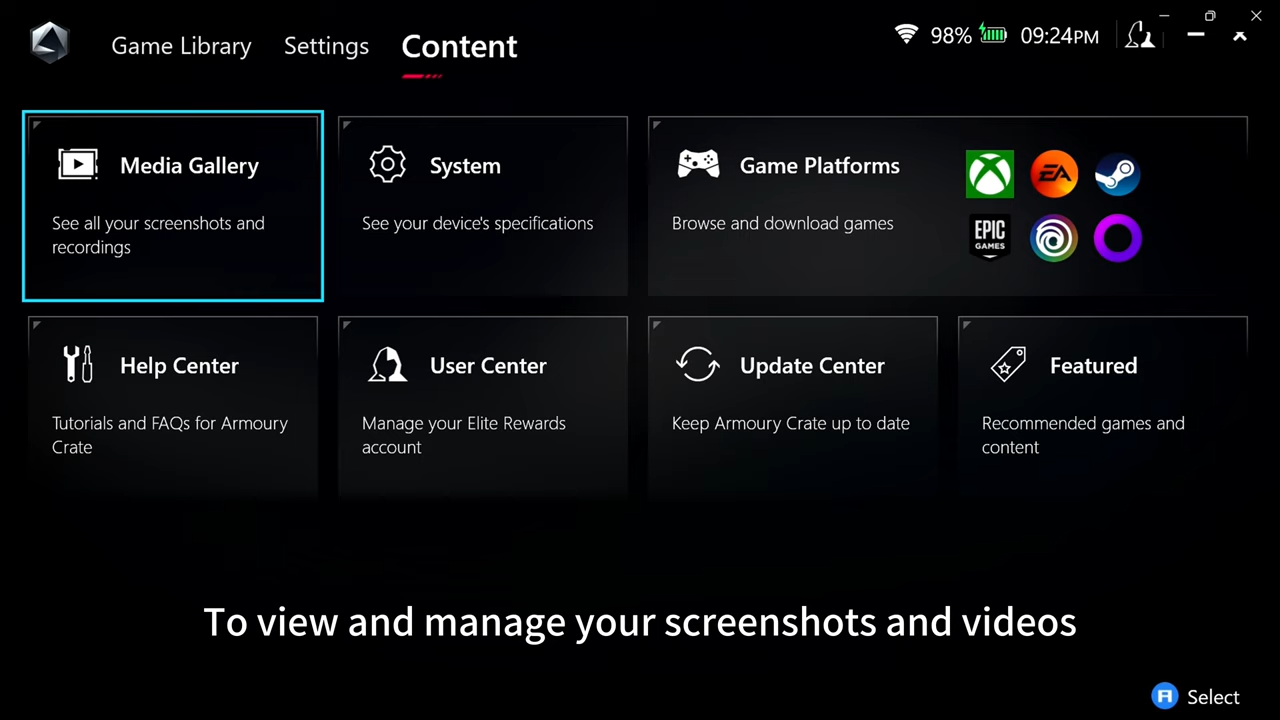 Game Library
Settings
Content
98%
09:24PM
Media Gallery
See all your screenshots and
recordings
System
See your device's specifications
Game Platforms
Browse and download games
EA
EPIC
GAMES
Help Center
Tutorials and FAQs for Armoury
Crate
User Center
Manage your Elite Rewards
account
Update Center
Keep Armoury Crate up to date
Featured
Recommended games and
content
To view and manage your screenshots and videos
A Select